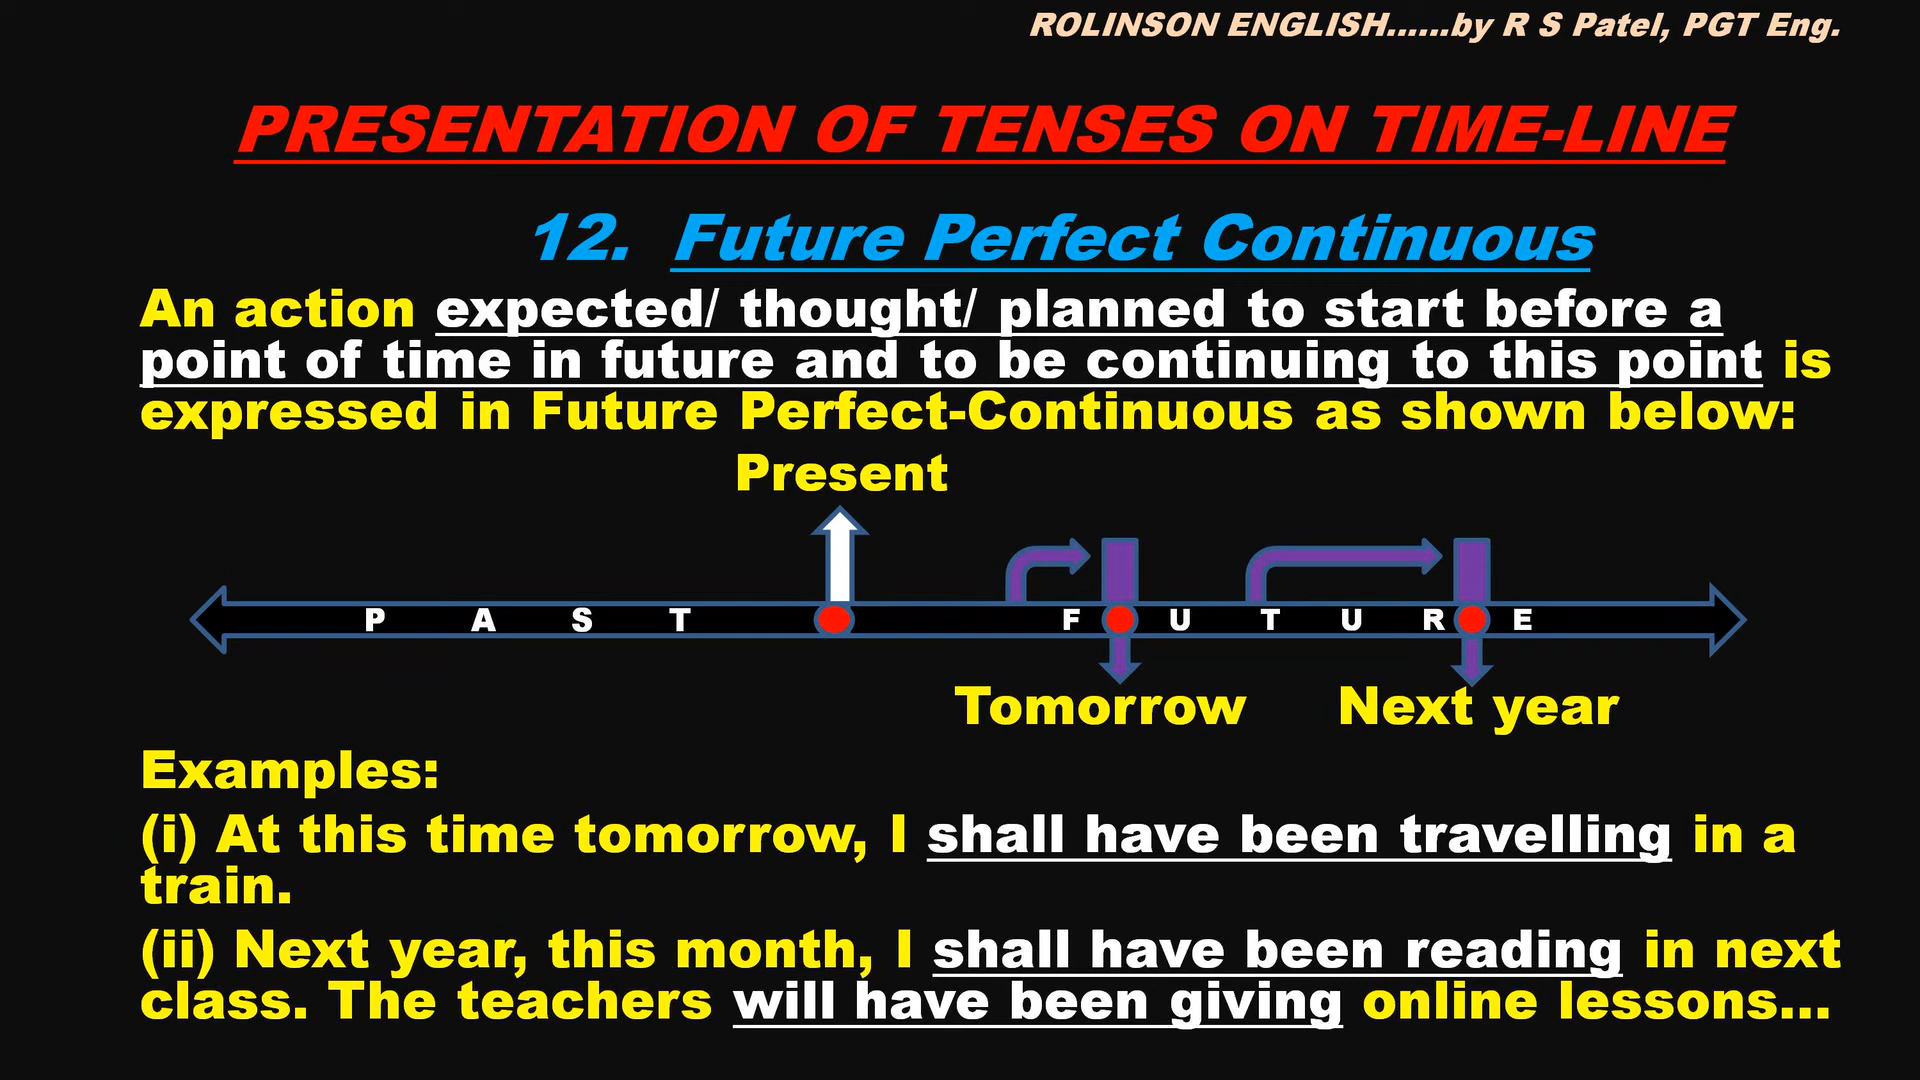 ROLINSON ENGLISH......by R S Patel, PGT Eng.
PRESENTATION OF TENSES ON TIME-LINE
12. Future Perfect Continuous
An action expected/ thought/ planned to start before a
point of time in future and to be continuing to this point is
expressed in Future Perfect-Continuous as shown below:
Present
P A S T F U T U R E
Tomorrow Next year
Examples:
(i) At this time tomorrow, I shall have been travelling in a
train.
(ii) Next year, this month, I shall have been reading in next
class. The teachers will have been giving online lessons...